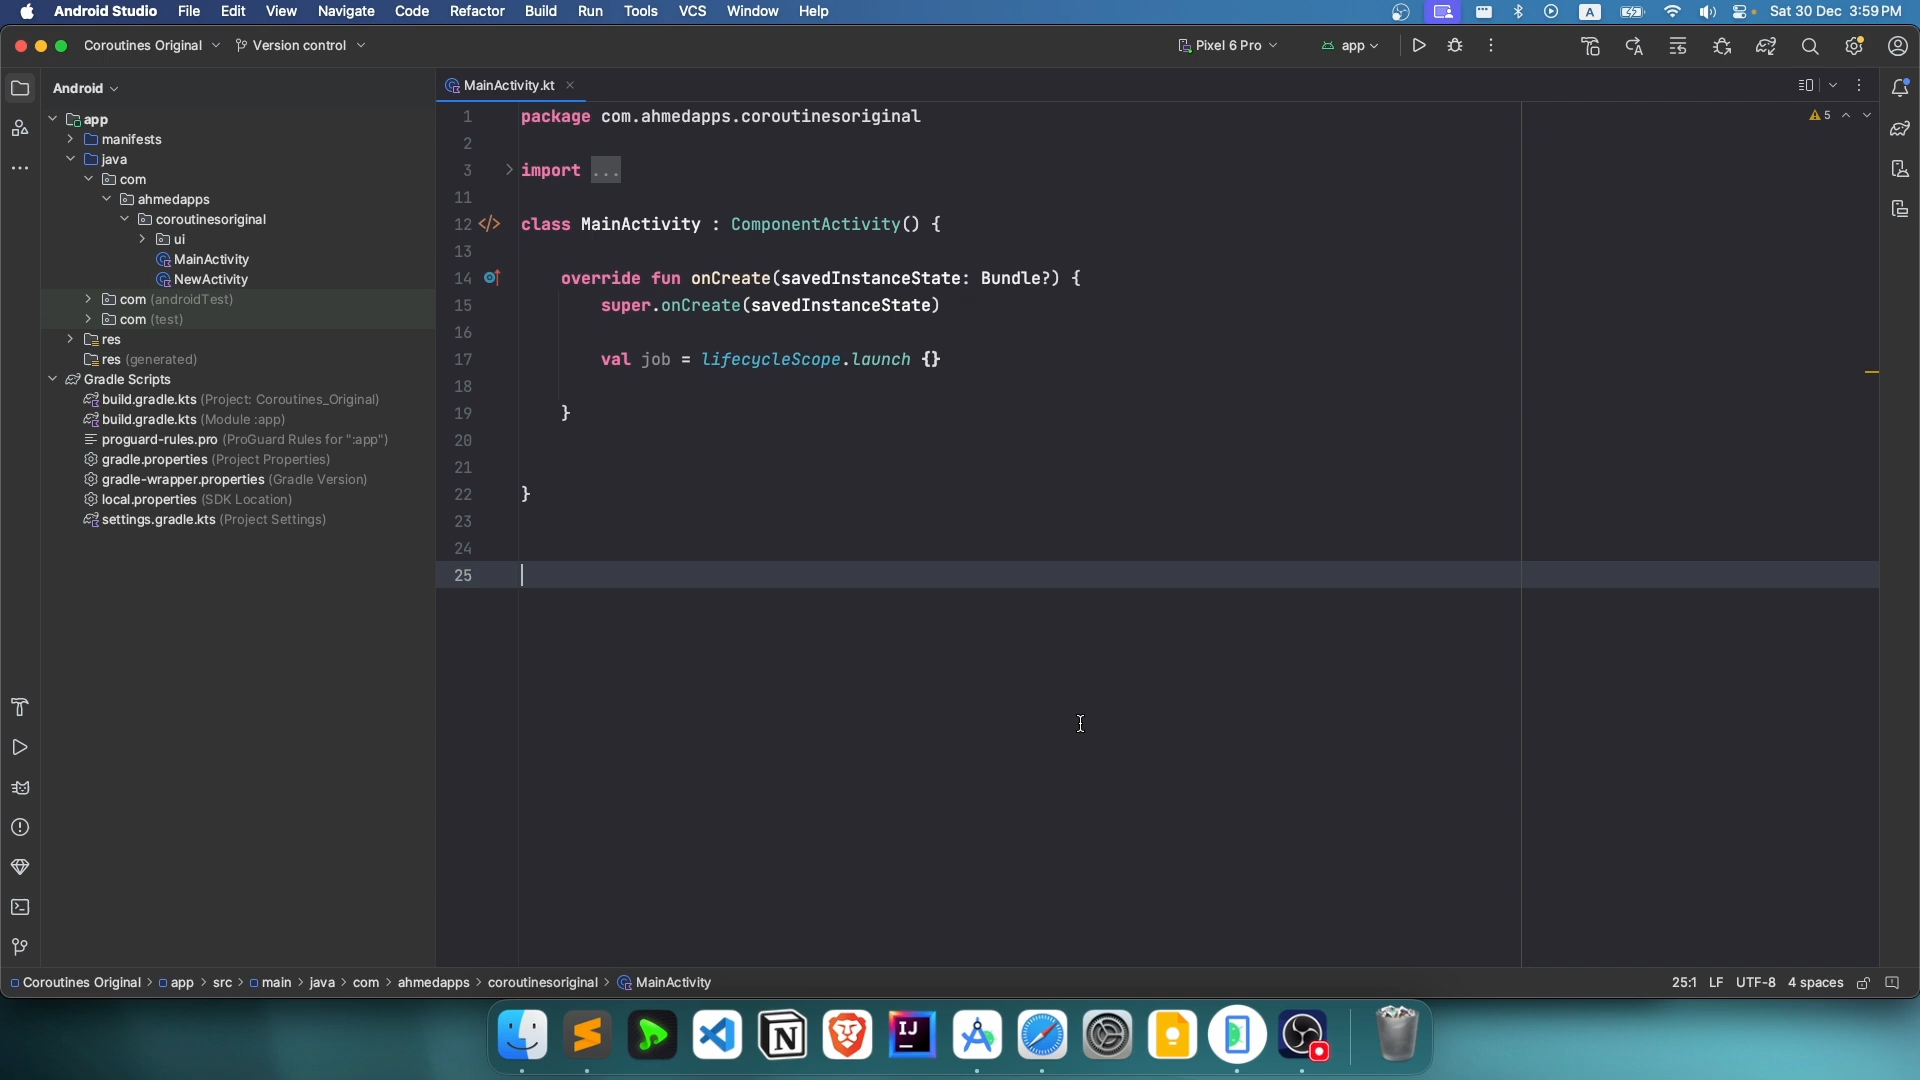 Android Studio File Edit View Navigate Code Refactor Build Run Tools VCS Window Help A Sat 30 Dec 3:59 PM
Coroutines Original Version control Pixel 6 Pro app
Android
MainActivity.kt
app
manifests
java
com
ahmedapps
coroutinesoriginal
ui
MainActivity
NewActivity
com (androidTest)
com (test)
res
res (generated)
Gradle Scripts
build.gradle.kts (Project: Coroutines_Original)
build.gradle.kts (Module :app)
proguard-rules.pro (ProGuard Rules for ":app")
gradle.properties (Project Properties)
gradle-wrapper.properties (Gradle Version)
local.properties (SDK Location)
settings.gradle.kts (Project Settings)
1 package com.ahmedapps.coroutinesoriginal
5
2
3 import ...
11
12 </> class MainActivity : ComponentActivity() {
13
14 override fun onCreate(savedInstanceState: Bundle?) {
15 super.onCreate(savedInstanceState)
16
17 val job = lifecycleScope.launch {}
18
19 }
20
21
22 }
23
24
25
Coroutines Original > app > src > main > java > com > ahmedapps > coroutinesoriginal > MainActivity 25:1 LF UTF-8 4 spaces
N IJ